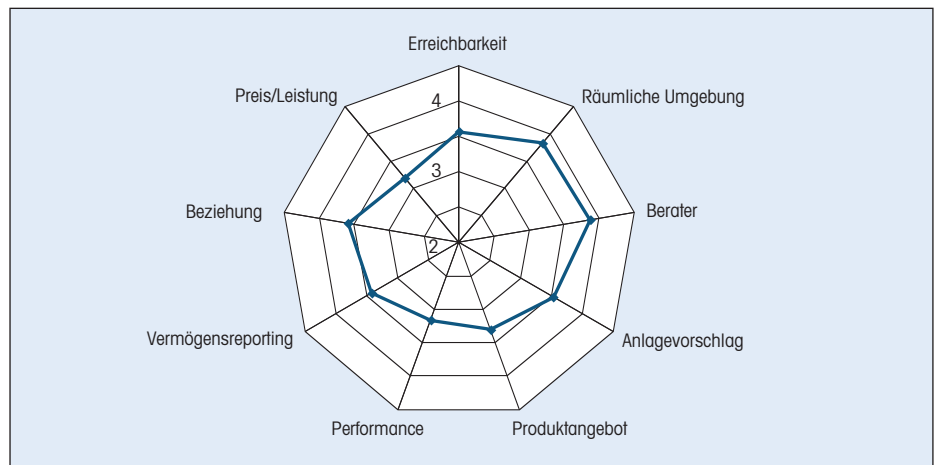 Erreichbarkeit
Preis/Leistung
Räumliche Umgebung
4
3
Beziehung
Berater
2
Vermögensreporting
Anlagevorschlag
Performance
Produktangebot